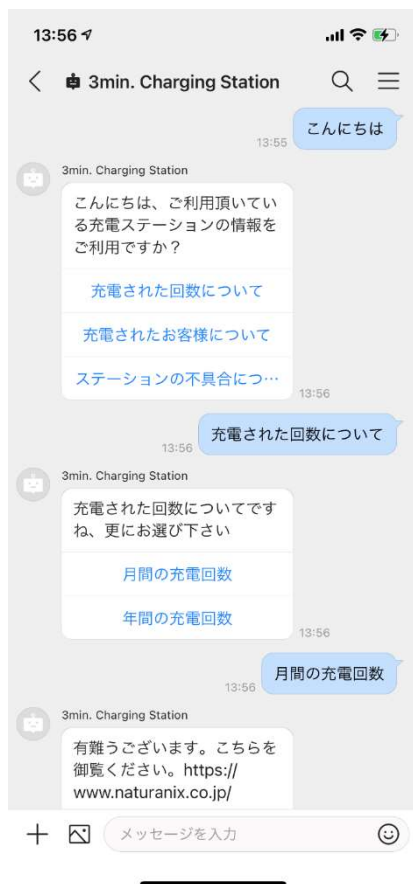 13:56
3min. Charging Station
こんにちは
13:55
3min. Charging Station
こんにちは、ご利用頂いてい
る充電ステーションの情報を
ご利用ですか？
充電された回数について
充電されたお客様について
ステーションの不具合につ…
13:56
充電された回数について
13:56
3min. Charging Station
充電された回数についてです
ね、更にお選び下さい
月間の充電回数
年間の充電回数
13:56
月間の充電回数
13:56
3min. Charging Station
有難うございます。こちらを
御覧ください。https://
www.naturanix.co.jp/
メッセージを入力